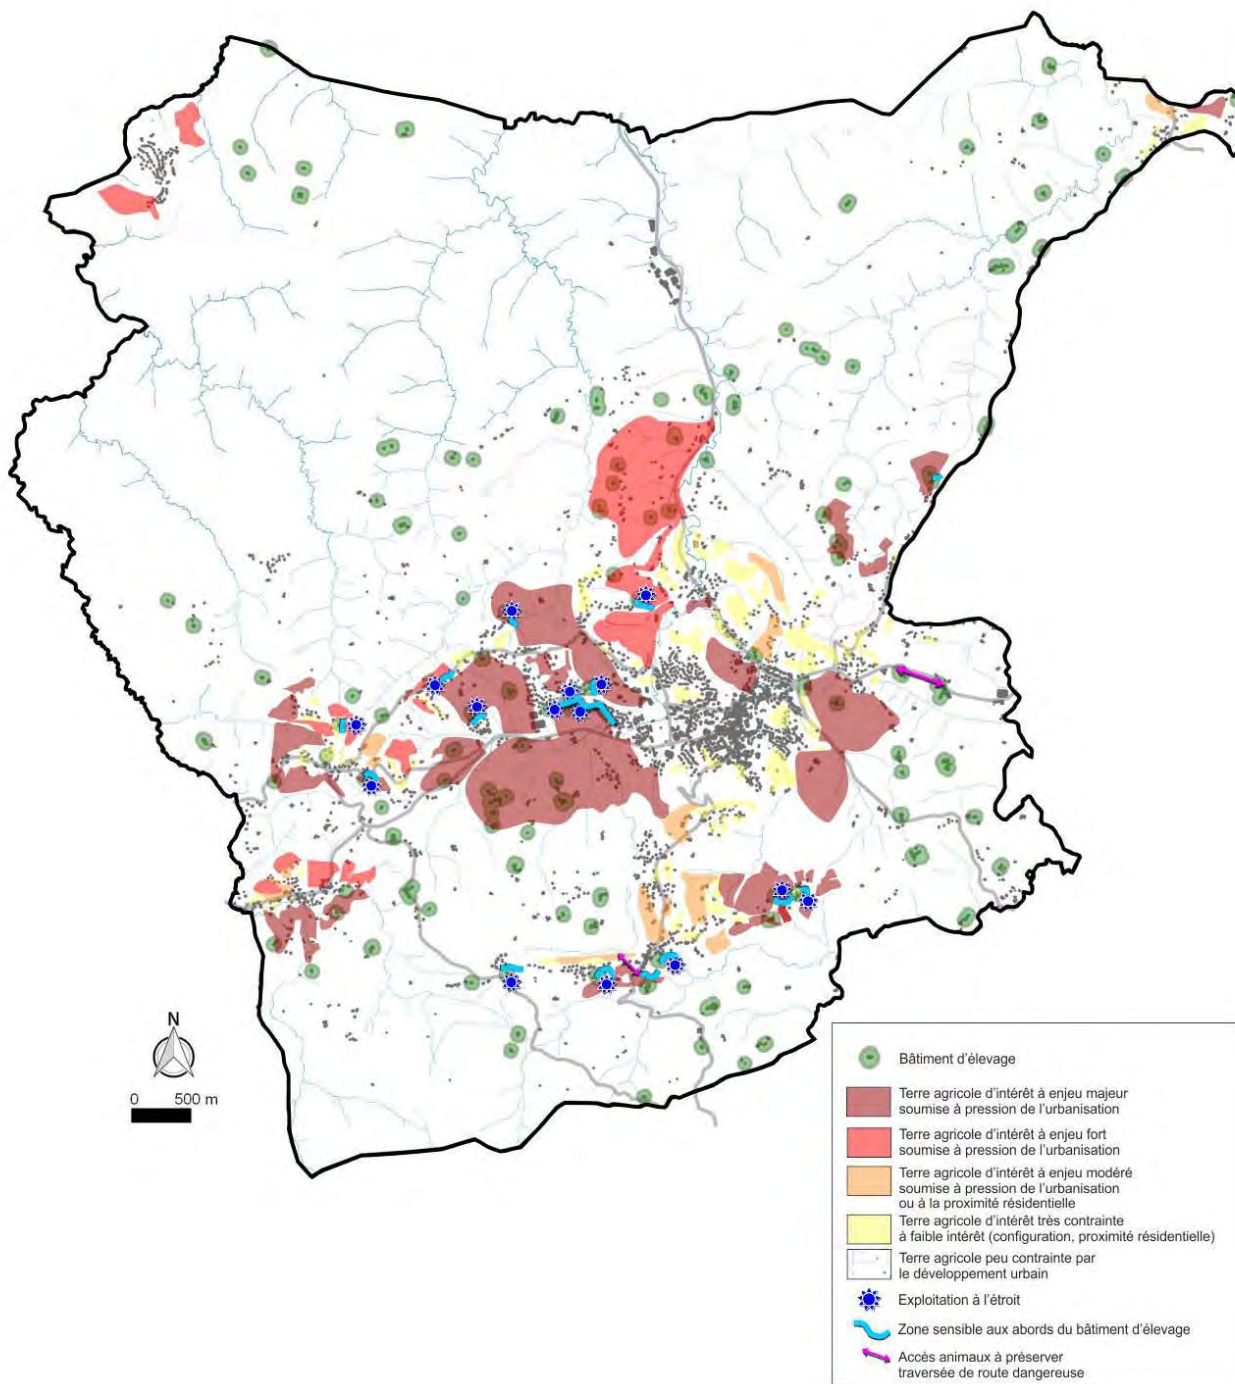 N
0 500 m
Bâtiment d'élevage
Terre agricole d'intérêt à enjeu majeur
soumise à pression de l'urbanisation
Terre agricole d'intérêt à enjeu fort
soumise à pression de l'urbanisation
Terre agricole d'intérêt à enjeu modéré
soumise à pression de l'urbanisation
ou à la proximité résidentielle
Terre agricole d'intérêt très contrainte
à faible intérêt (configuration, proximité résidentielle)
Terre agricole peu contrainte par
le développement urbain
Exploitation à l'étroit
Zone sensible aux abords du bâtiment d'élevage
Accès animaux à préserver
traversée de route dangereuse